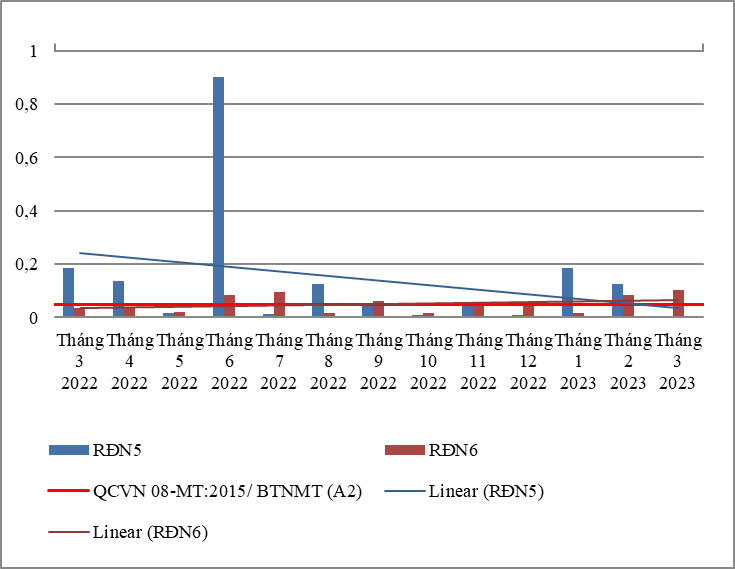 1
0,8
0,6
0,4
0,2
0
Tháng 3 2022
Tháng 4 2022
Tháng 5 2022
Tháng 6 2022
Tháng 7 2022
Tháng 8 2022
Tháng 9 2022
Tháng 10 2022
Tháng 11 2022
Tháng 12 2022
Tháng 1 2023
Tháng 2 2023
Tháng 3 2023
RĐN5
RĐN6
QCVN 08-MT:2015/ BTNMT (A2)
Linear (RĐN5)
Linear (RĐN6)